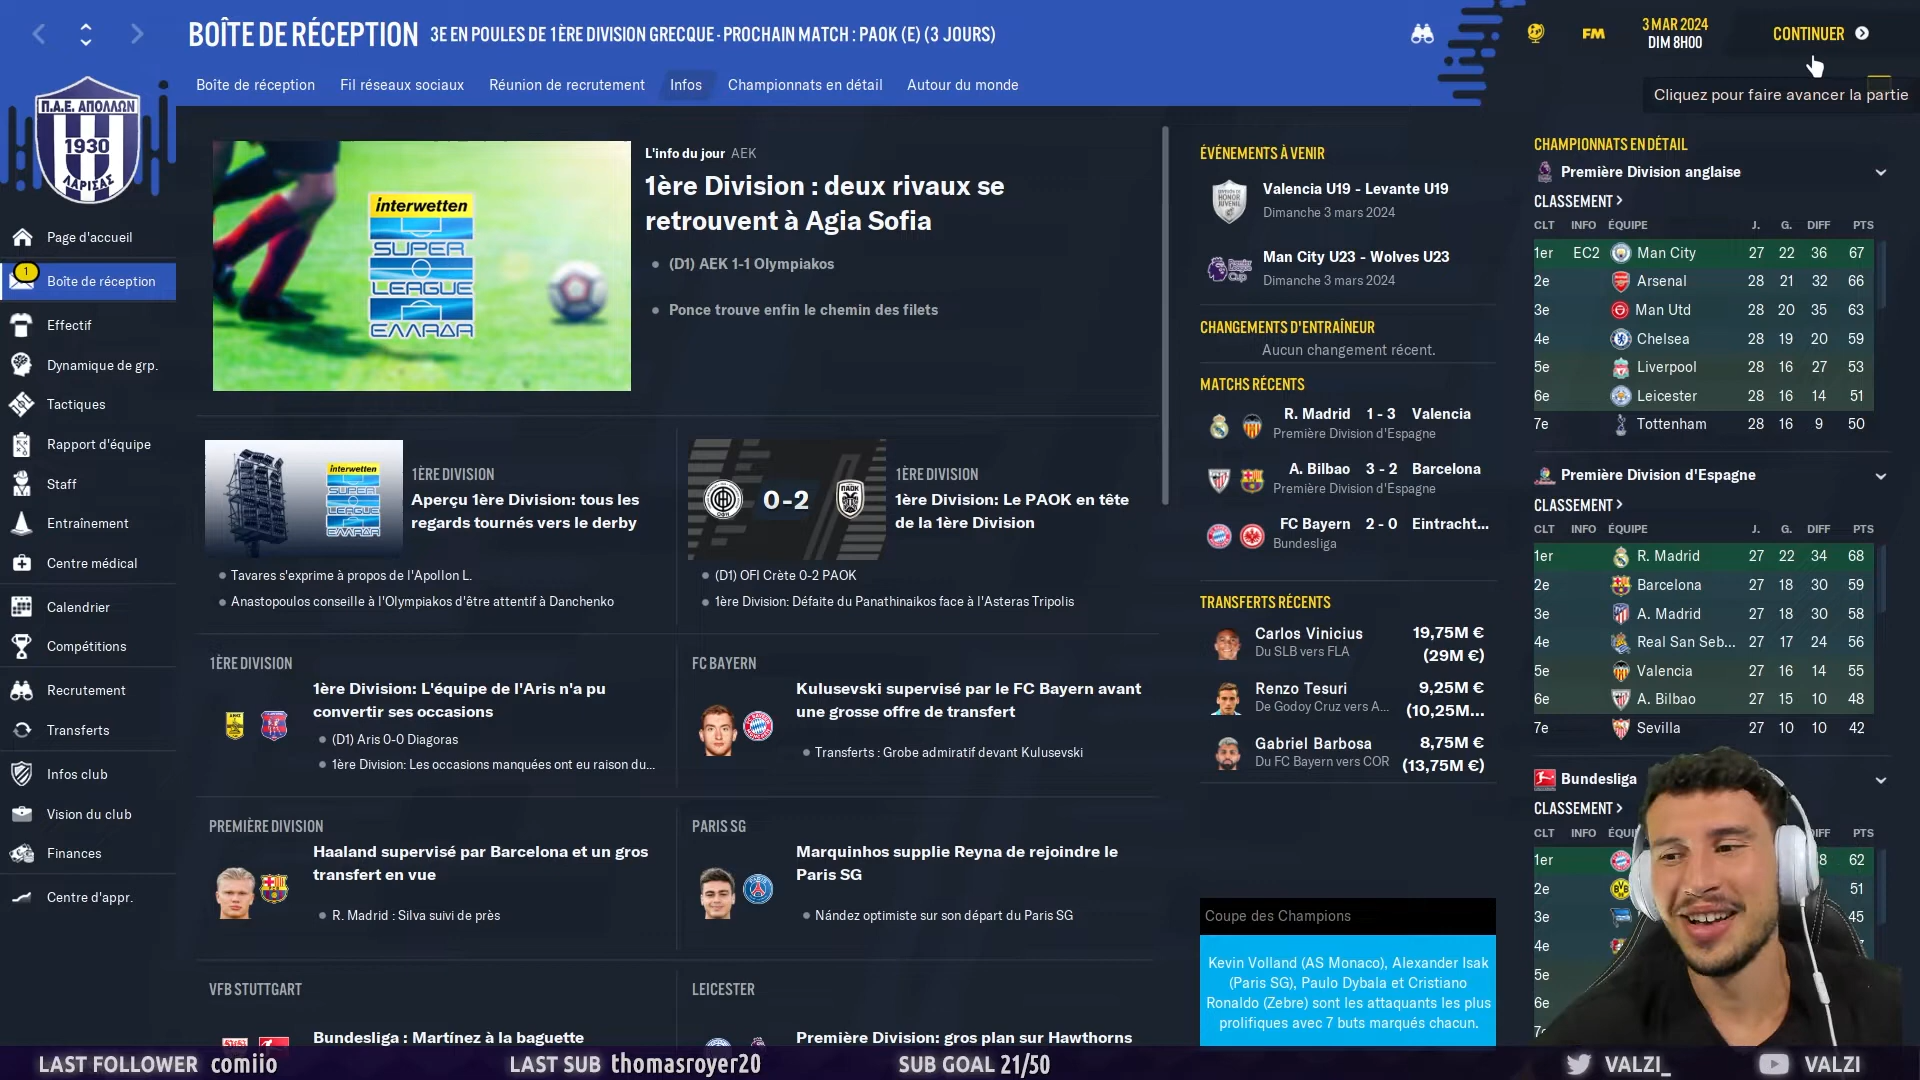 BOÎTE DE RÉCEPTION
3E EN POULES DE 1ÈRE DIVISION GRECQUE - PROCHAIN MATCH : PAOK (E) (3 JOURS)
FM
3 MAR 2024
DIM 8H00
CONTINUER
Boîte de réception
Fil réseaux sociaux
Réunion de recrutement
Infos
Championnats en détail
Autour du monde
Cliquez pour faire avancer la partie
Π.Α.Ε. ΑΠΟΛΛΩΝ
1930
ΛΑΡΙΣΑΣ
Page d'accueil
1
Boîte de réception
Effectif
Dynamique de grp.
Tactiques
Rapport d'équipe
Staff
Entraînement
Centre médical
Calendrier
Compétitions
Recrutement
Transferts
Infos club
Vision du club
Finances
Centre d'appr.
interwetten
SUPER
LEAGUE
ΕΛΛΑΔΑ
L'info du jour AEK
1ère Division : deux rivaux se
retrouvent à Agia Sofia
(D1) AEK 1-1 Olympiakos
Ponce trouve enfin le chemin des filets
interwetten
SUPER
LEAGUE
ΕΛΛΑΔΑ
1ÈRE DIVISION
Aperçu 1ère Division: tous les
regards tournés vers le derby
Tavares s'exprime à propos de l'Apollon L.
Anastopoulos conseille à l'Olympiakos d'être attentif à Danchenko
0-2
1ÈRE DIVISION
1ère Division: Le PAOK en tête
de la 1ère Division
(D1) OFI Crète 0-2 PAOK
1ère Division: Défaite du Panathinaikos face à l'Asteras Tripolis
1ÈRE DIVISION
1ère Division: L'équipe de l'Aris n'a pu
convertir ses occasions
(D1) Aris 0-0 Diagoras
1ère Division: Les occasions manquées ont eu raison du...
FC BAYERN
Kulusevski supervisé par le FC Bayern avant
une grosse offre de transfert
Transferts : Grobe admiratif devant Kulusevski
PREMIÈRE DIVISION
Haaland supervisé par Barcelona et un gros
transfert en vue
R. Madrid : Silva suivi de près
PARIS SG
Marquinhos supplie Reyna de rejoindre le
Paris SG
Nández optimiste sur son départ du Paris SG
VFB STUTTGART
Bundesliga : Martínez à la baguette
LEICESTER
Première Division: gros plan sur Hawthorns
ÉVÉNEMENTS À VENIR
Valencia U19 - Levante U19
Dimanche 3 mars 2024
Man City U23 - Wolves U23
Dimanche 3 mars 2024
CHANGEMENTS D'ENTRAÎNEUR
Aucun changement récent.
MATCHS RÉCENTS
R. Madrid 1 - 3 Valencia
Première Division d'Espagne
A. Bilbao 3 - 2 Barcelona
Première Division d'Espagne
FC Bayern 2 - 0 Eintracht...
Bundesliga
TRANSFERTS RÉCENTS
Carlos Vinicius 19,75M €
Du SLB vers FLA (29M €)
Renzo Tesuri 9,25M €
De Godoy Cruz vers A... (10,25M...
Gabriel Barbosa 8,75M €
Du FC Bayern vers COR (13,75M €)
Coupe des Champions
Kevin Volland (AS Monaco), Alexander Isak
(Paris SG), Paulo Dybala et Cristiano
Ronaldo (Zebre) sont les attaquants les plus
prolifiques avec 7 buts marqués chacun.
CHAMPIONNATS EN DÉTAIL
Première Division anglaise
CLASSEMENT >
CLT INFO ÉQUIPE J. G. DIFF PTS
1er EC2 Man City 27 22 36 67
2e Arsenal 28 21 32 66
3e Man Utd 28 20 35 63
4e Chelsea 28 19 20 59
5e Liverpool 28 16 27 53
6e Leicester 28 16 14 51
7e Tottenham 28 16 9 50
Première Division d'Espagne
CLASSEMENT >
CLT INFO ÉQUIPE J. G. DIFF PTS
1er R. Madrid 27 22 34 68
2e Barcelona 27 18 30 59
3e A. Madrid 27 18 30 58
4e Real San Seb... 27 17 24 56
5e Valencia 27 16 14 55
6e A. Bilbao 27 15 10 48
7e Sevilla 27 10 10 42
Bundesliga
CLASSEMENT >
CLT INFO ÉQUI IFF PTS
1er 8 62
2e 51
3e 45
4e
5e
6e
LAST FOLLOWER comiio
LAST SUB thomasroyer20
SUB GOAL 21/50
VALZI_
VALZI